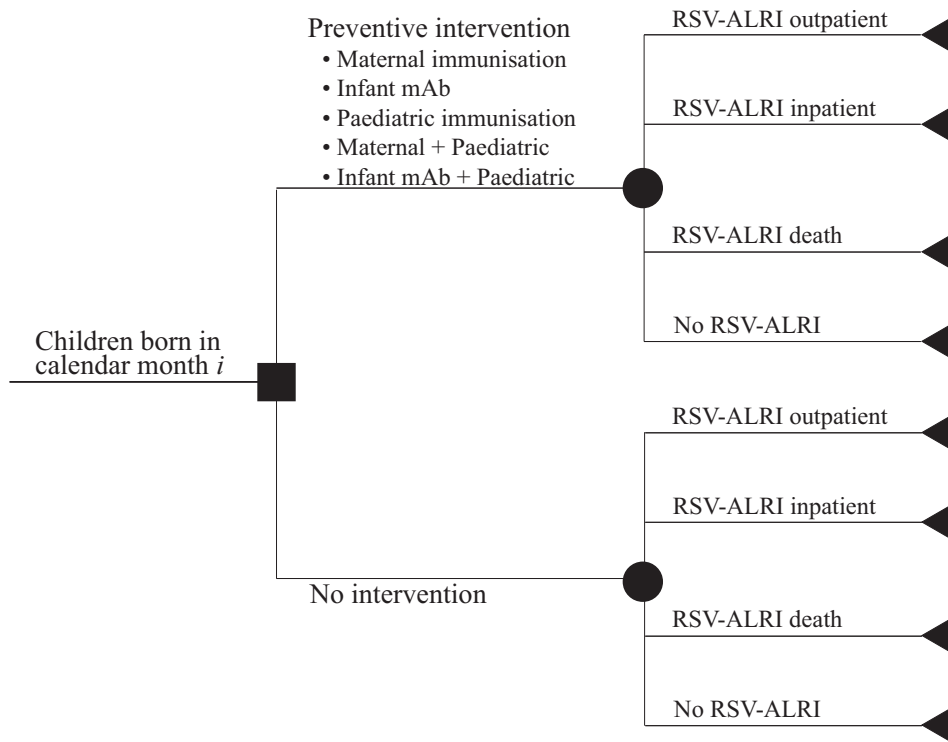 Preventive intervention
• Maternal immunisation
• Infant mAb
• Paediatric immunisation
• Maternal + Paediatric
• Infant mAb + Paediatric
RSV-ALRI outpatient
RSV-ALRI inpatient
RSV-ALRI death
No RSV-ALRI
Children born in
calendar month i
No intervention
RSV-ALRI outpatient
RSV-ALRI inpatient
RSV-ALRI death
No RSV-ALRI